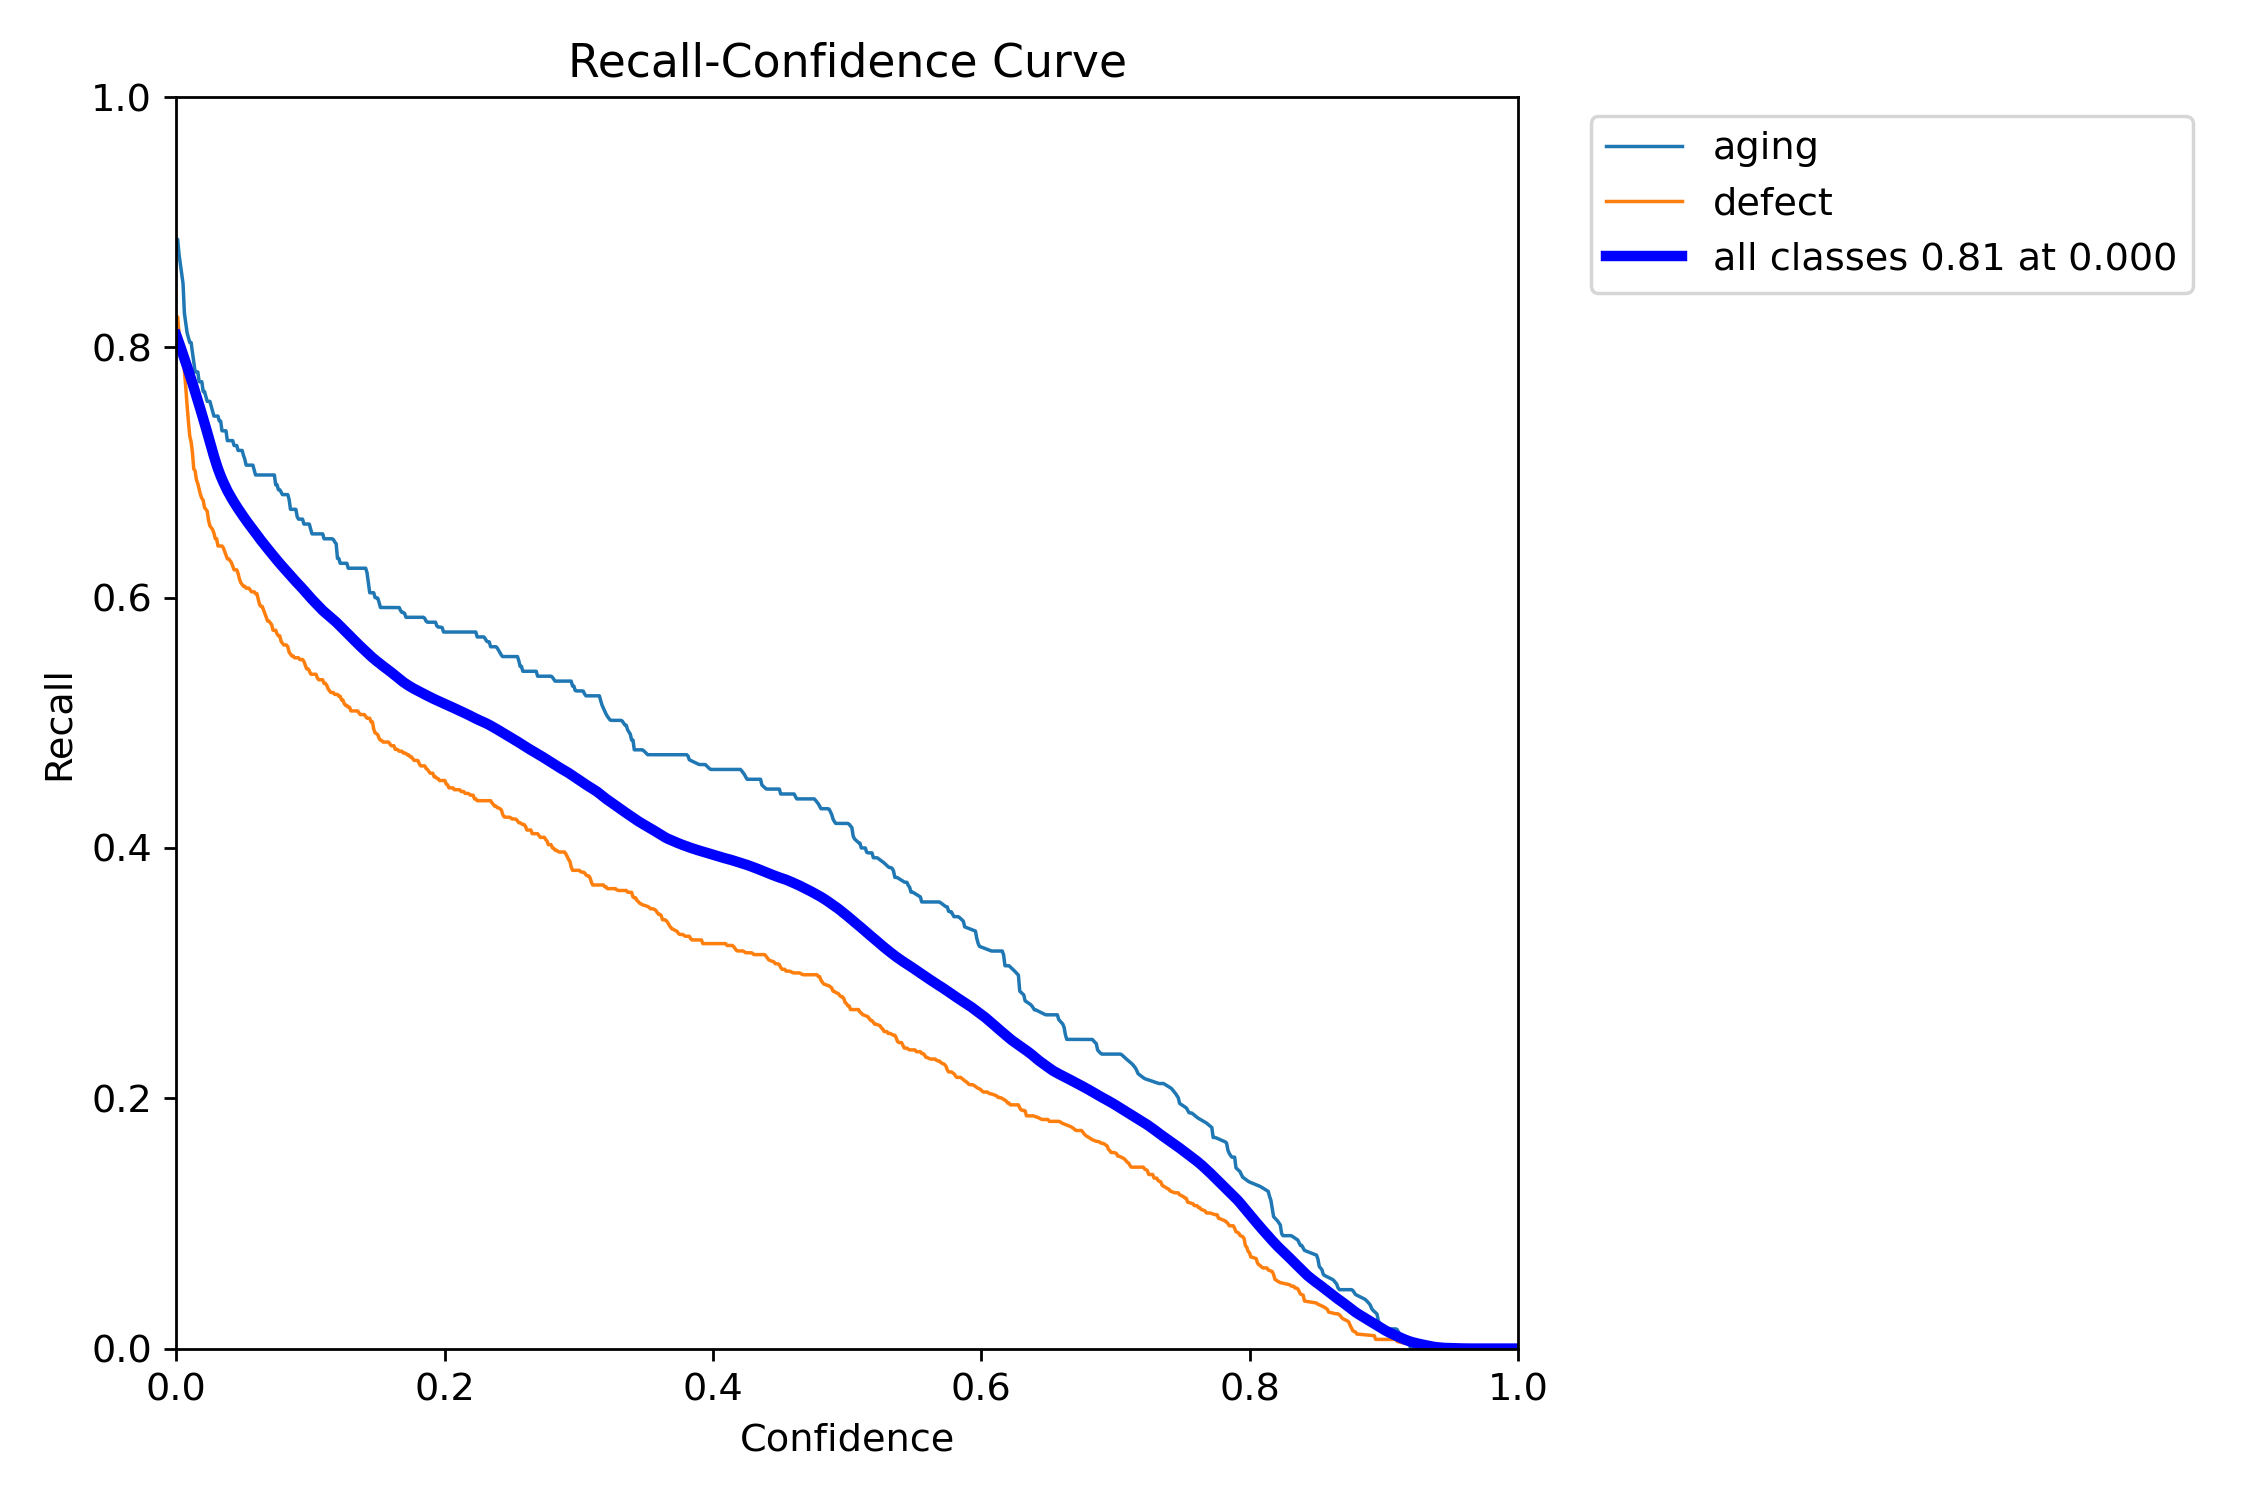 Recall-Confidence Curve
1.0
0.8
0.6
0.4
0.2
0.0
Recall
0.0 0.2 0.4 0.6 0.8 1.0
Confidence
aging
defect
all classes 0.81 at 0.000